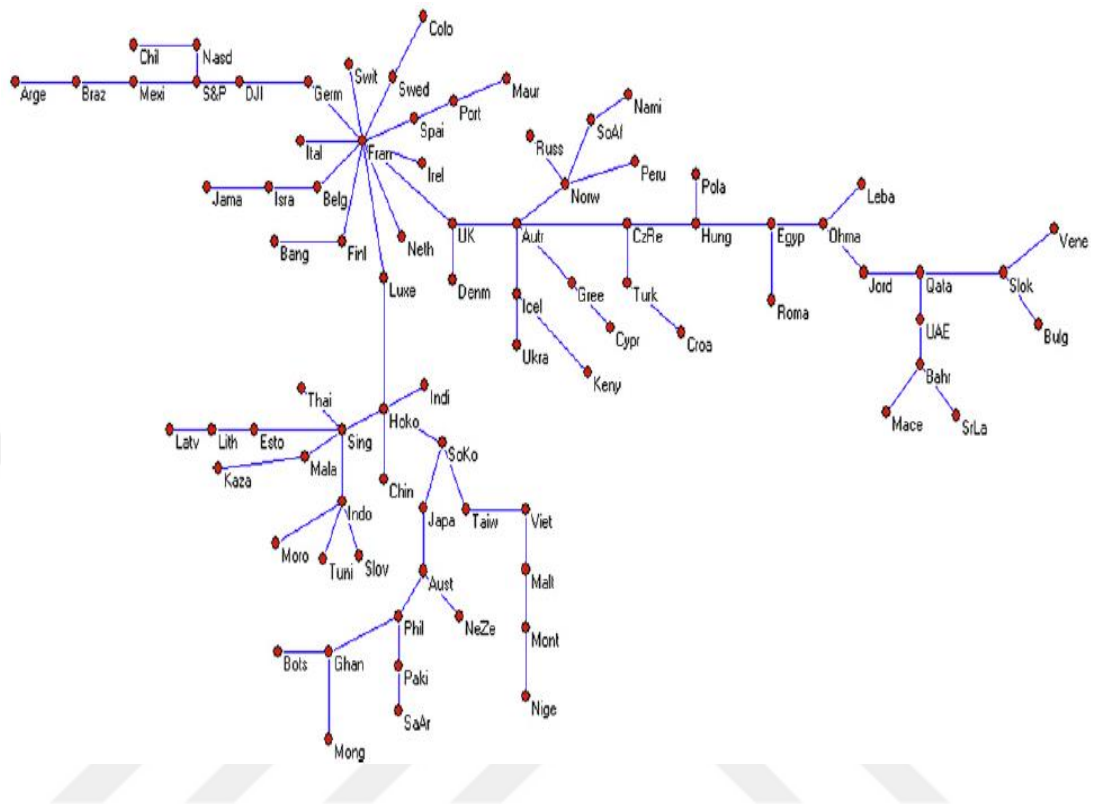 Colo
Chil
Nasd
Swit
Swed
Arge
Braz
Mexi
S&P
DJI
Germ
Maur
Port
Spai
Nami
SoAf
Russ
Ital
Fran
Irel
Peru
Pola
Leba
Jama
Isra
Belg
Norw
Bang
Finl
Neth
UK
Autr
CzRe
Hung
Egyp
Ohma
Vene
Luxe
Denm
Icel
Gree
Turk
Roma
Jord
Qata
Slok
Ukra
Cypr
Croa
UAE
Bulg
Keny
Bahr
Thai
Indi
Hoko
Mace
SrLa
Latv
Lith
Esto
Sing
SoKo
Kaza
Mala
Chin
Indo
Japa
Taiw
Viet
Moro
Tuni
Slov
Aust
Malt
Phil
NeZe
Mont
Bots
Ghan
Paki
SaAr
Nige
Mong